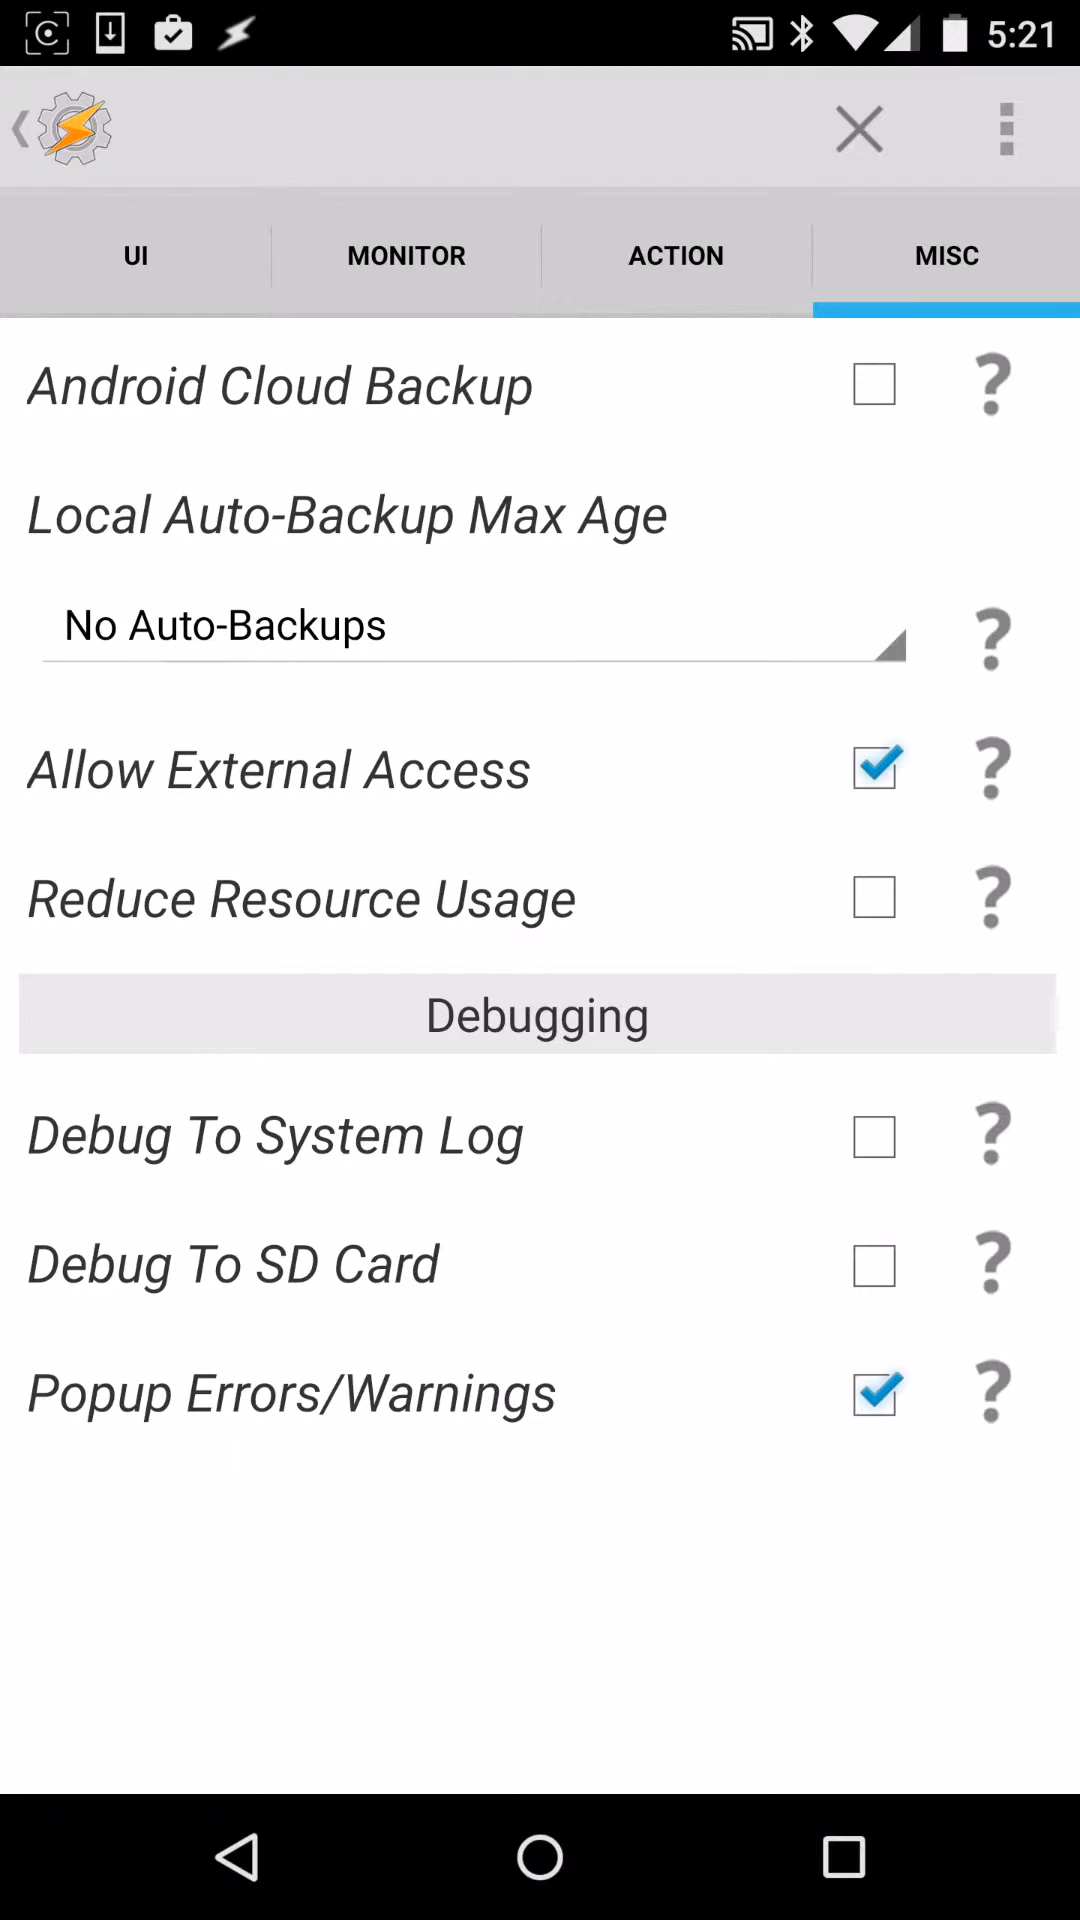 5:21
UI MONITOR ACTION MISC
Android Cloud Backup ?
Local Auto-Backup Max Age
No Auto-Backups ?
Allow External Access ?
Reduce Resource Usage ?
Debugging
Debug To System Log ?
Debug To SD Card ?
Popup Errors/Warnings ?